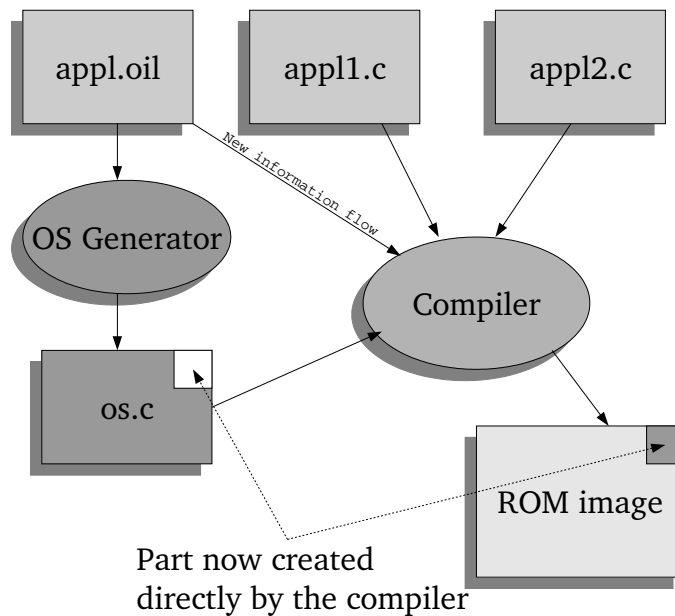 appl.oil
appl1.c
appl2.c
New information flow
OS Generator
Compiler
os.c
ROM image
Part now created
directly by the compiler